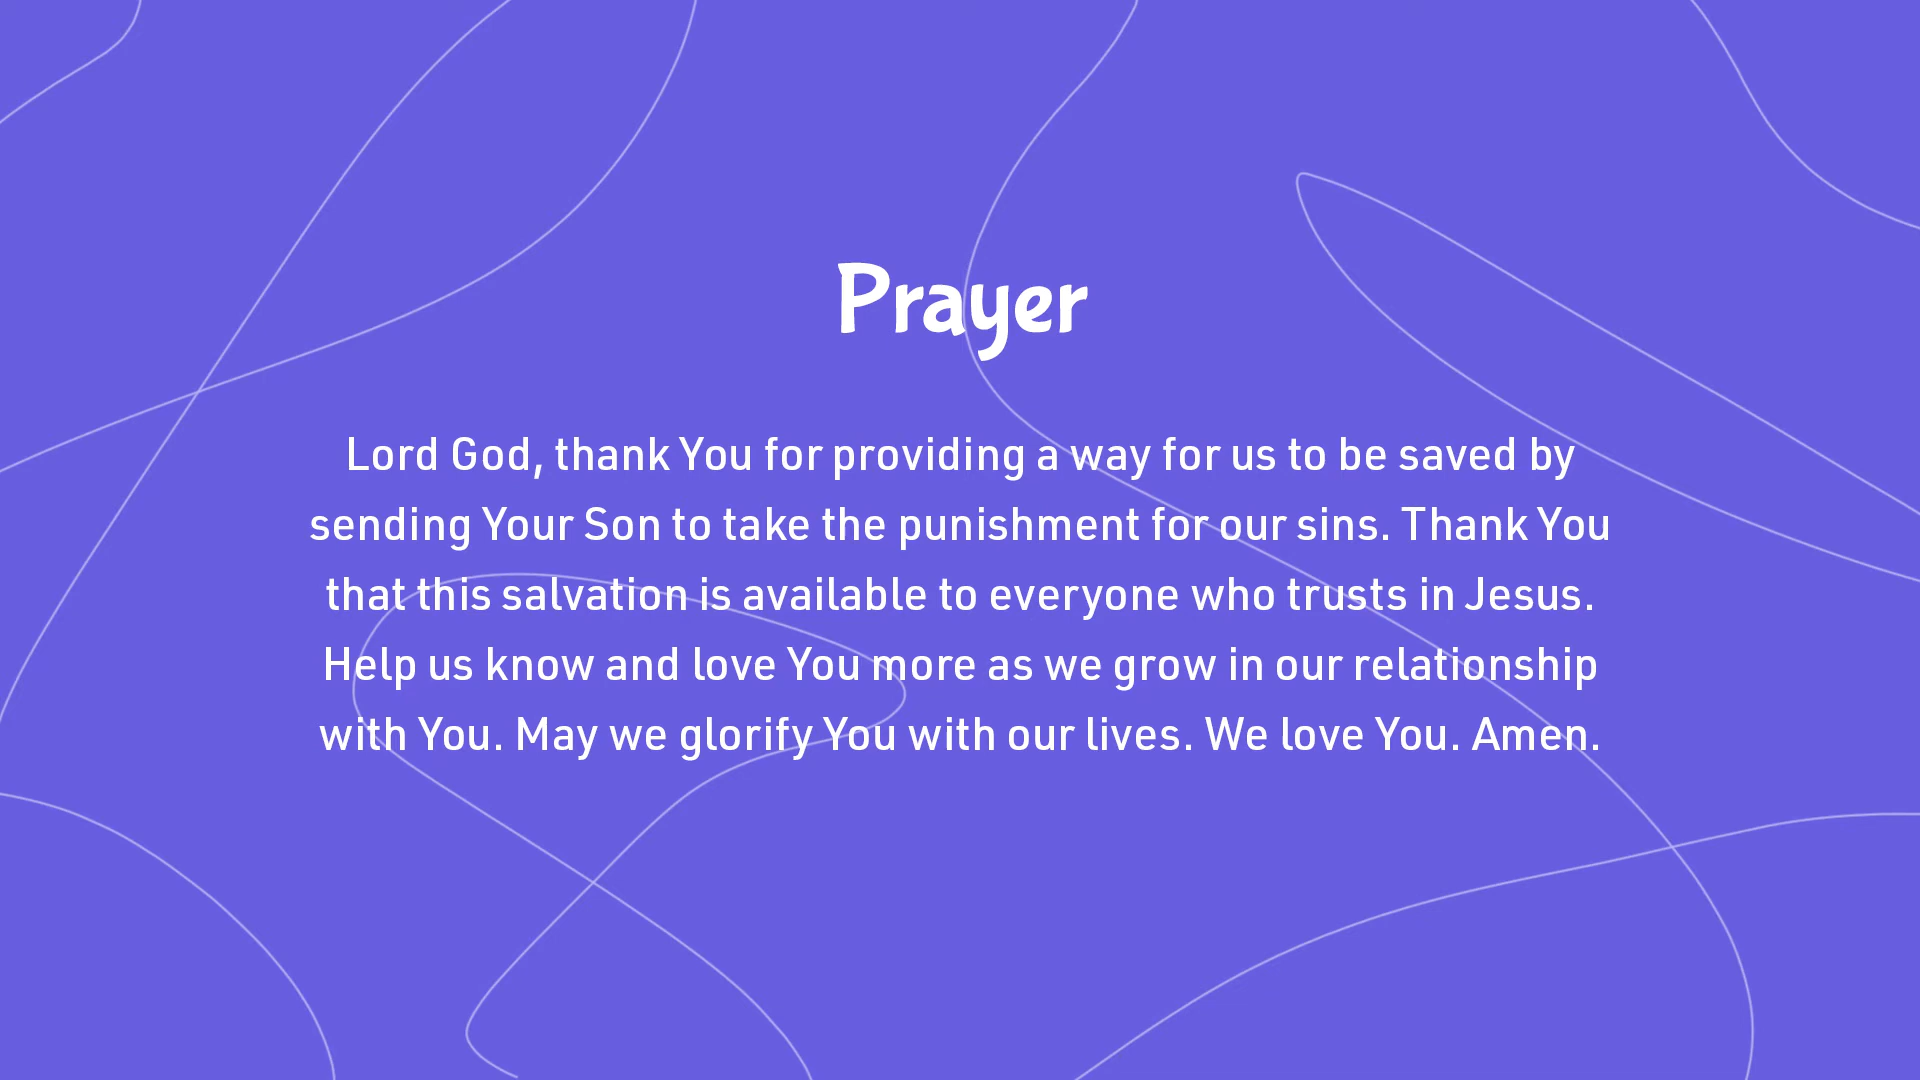 Prayer
Lord God, thank You for providing a way for us to be saved by
sending Your Son to take the punishment for our sins. Thank You
that this salvation is available to everyone who trusts in Jesus.
Help us know and love You more as we grow in our relationship
with You. May we glorify You with our lives. We love You. Amen.